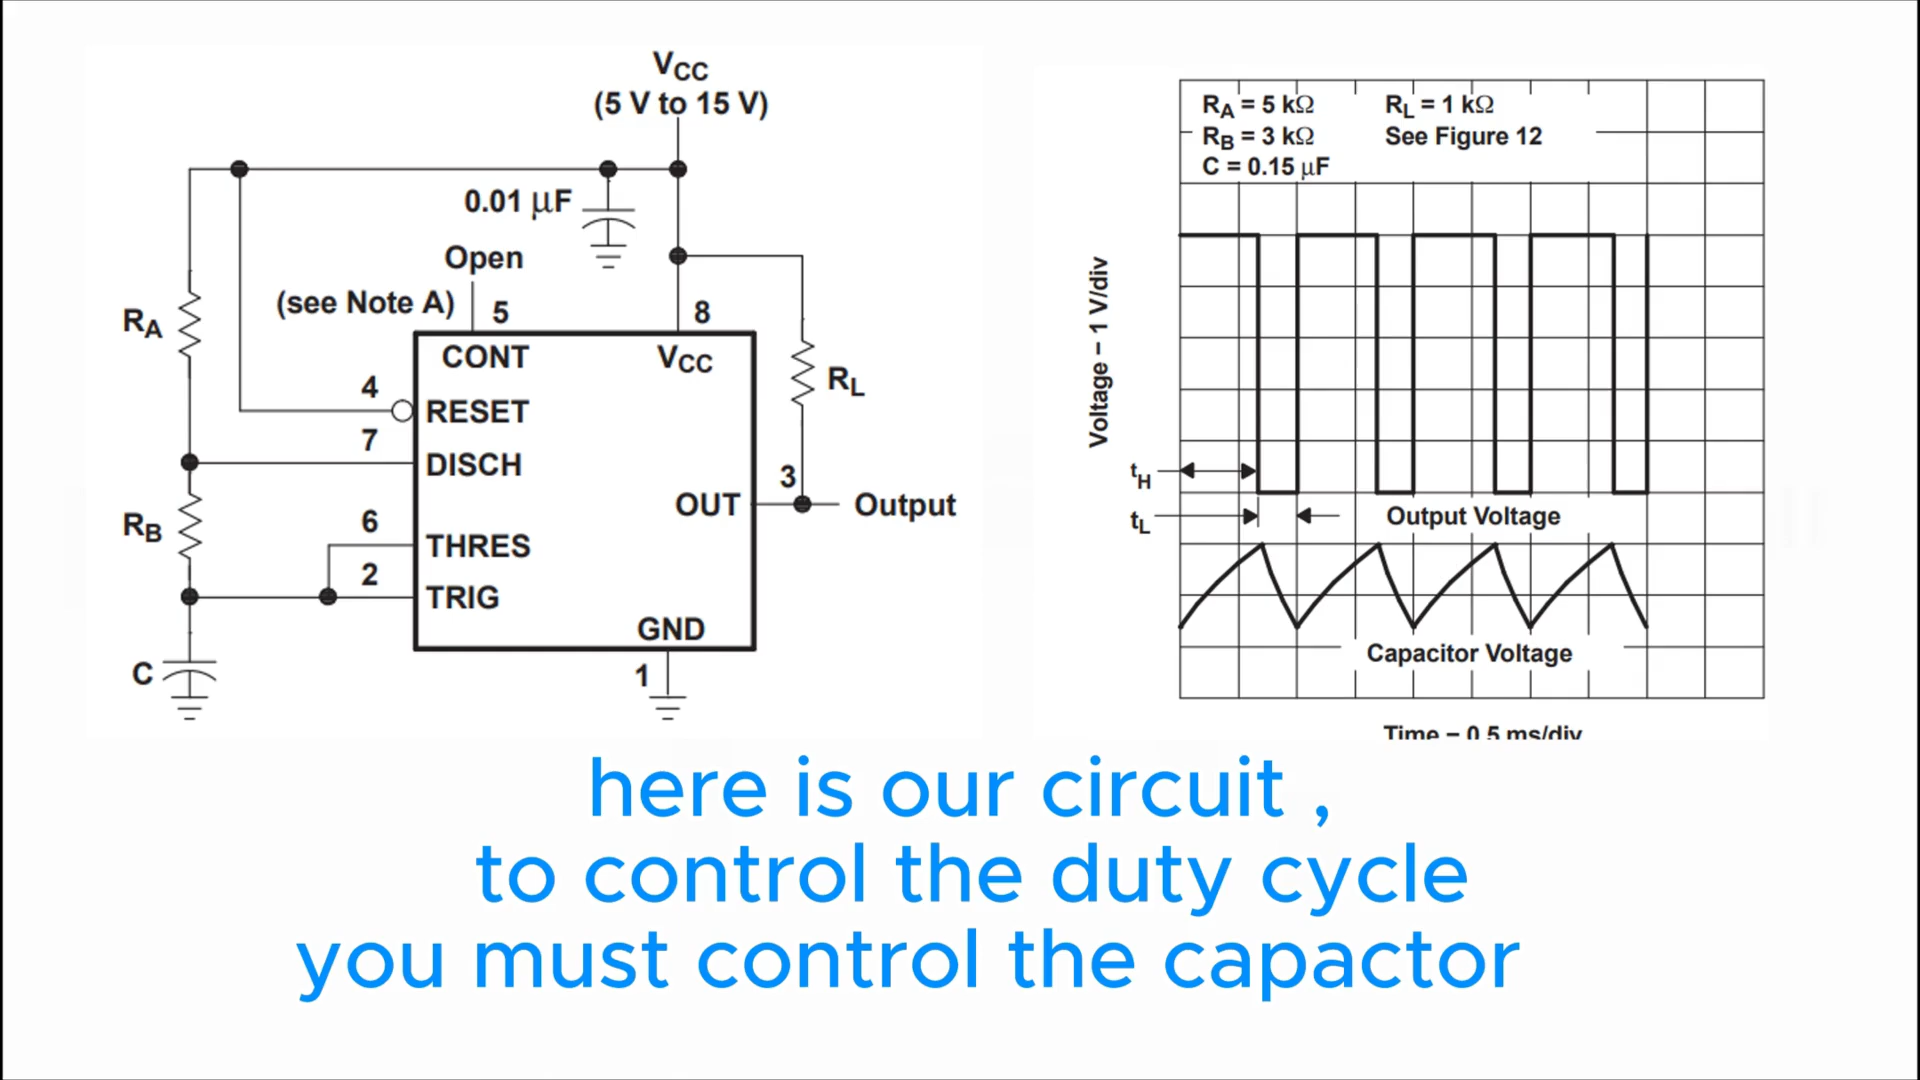 VCC
(5 V to 15 V)
0.01 μF
Open
(see Note A)
5
8
RA
CONT
VCC
RL
4
RESET
7
DISCH
3
OUT
Output
RB
6
THRES
2
TRIG
GND
C
1
RA = 5 kΩ
RL = 1 kΩ
RB = 3 kΩ
See Figure 12
C = 0.15 μF
Voltage – 1 V/div
tH
tL
Output Voltage
Capacitor Voltage
Time – 0.5 ms/div
here is our circuit ,
to control the duty cycle
you must control the capactor